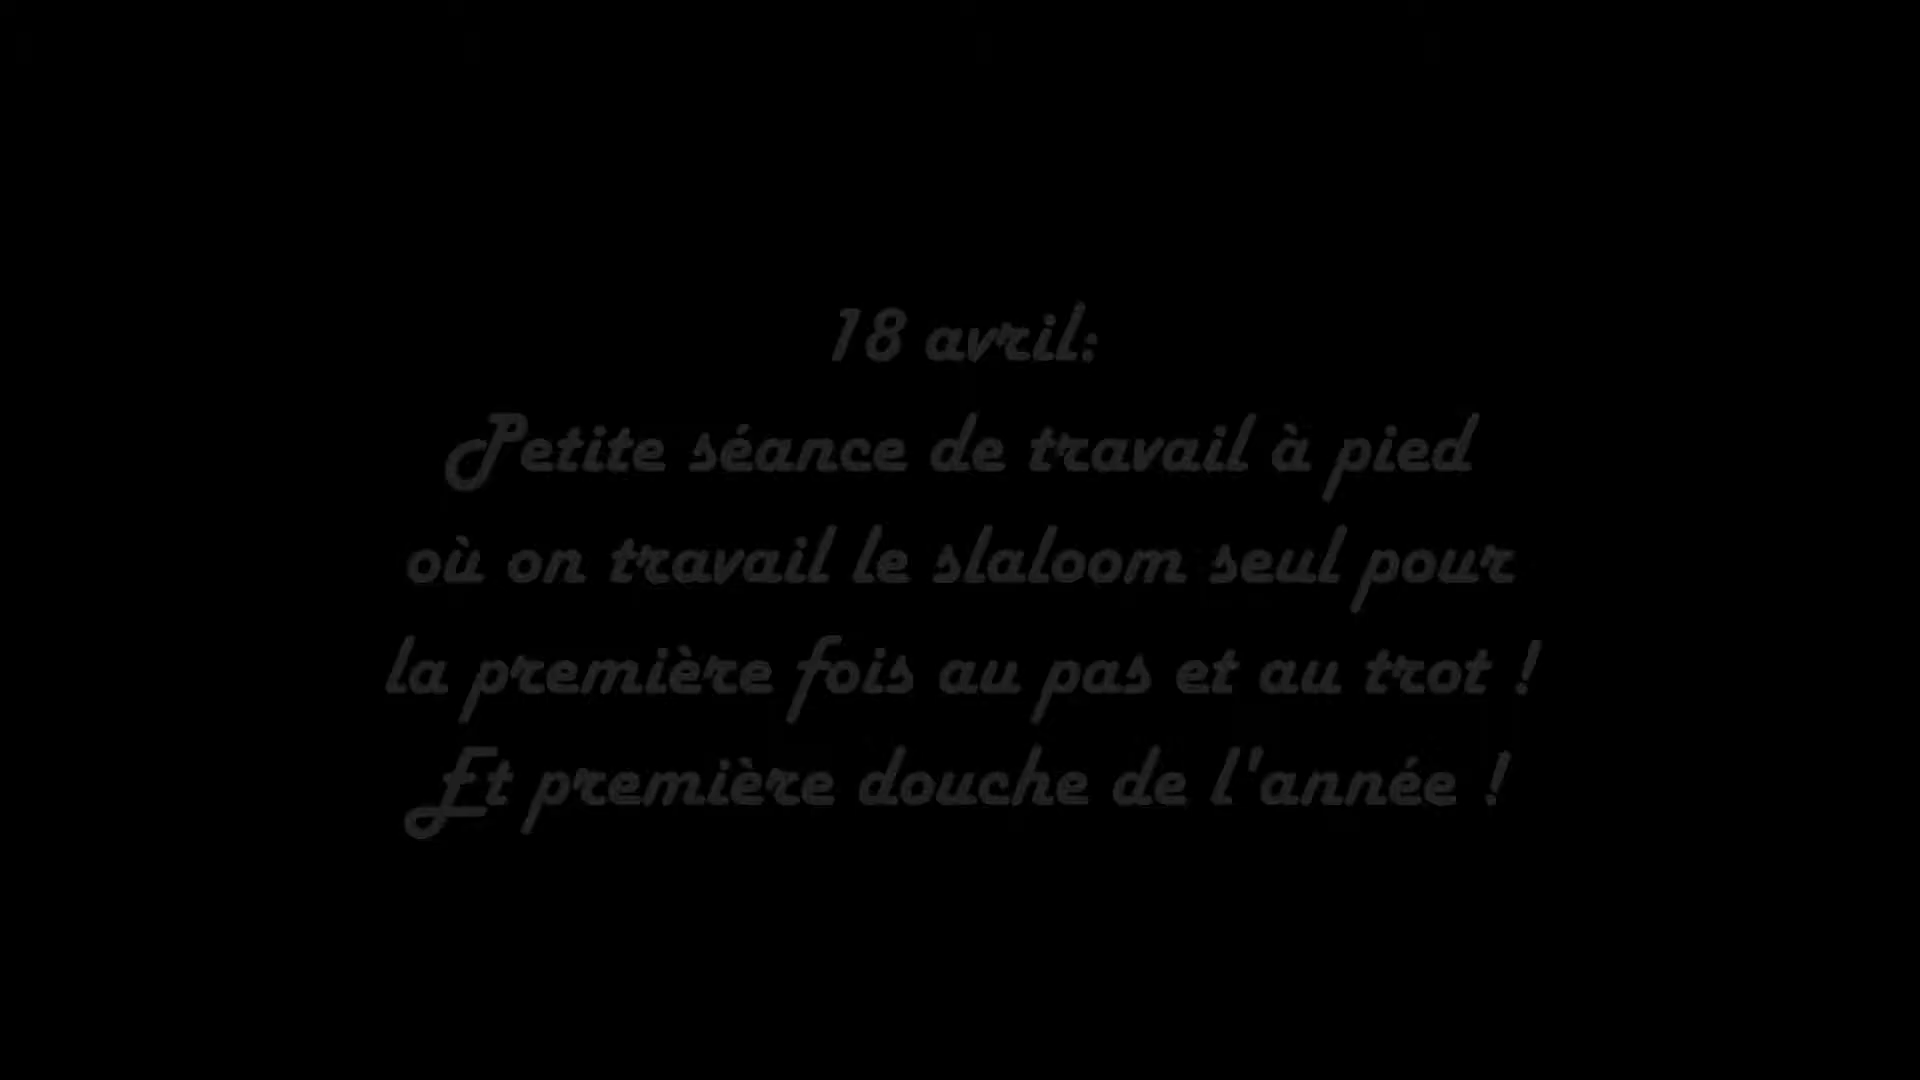 18 avril:
Petite séance de travail à pied
où on travail le slaloom seul pour
la première fois au pas et au trot !
Et première douche de l'année !